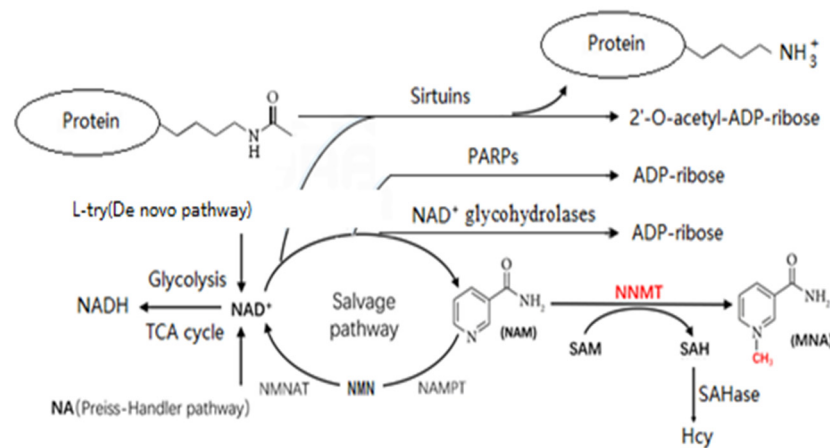 Protein
NH3+
Protein
O
N
H
Sirtuins
2'-O-acetyl-ADP-ribose
PARPs
ADP-ribose
L-try(De novo pathway)
NAD+ glycohydrolases
ADP-ribose
Glycolysis
NADH
NAD+
TCA cycle
Salvage
pathway
O
NH2
N
(NAM)
NNMT
SAM
SAH
O
NH2
N
CH3
(MNA)
NMNAT
NMN
NAMPT
NA(Preiss-Handler pathway)
SAHase
Hcy